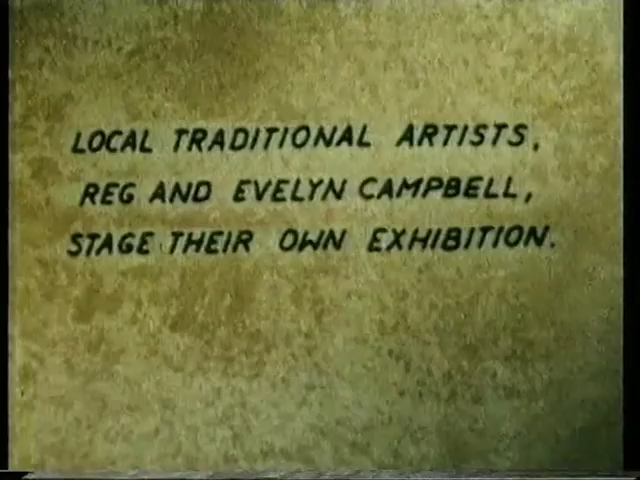 LOCAL TRADITIONAL ARTISTS,
REG AND EVELYN CAMPBELL,
STAGE THEIR OWN EXHIBITION.